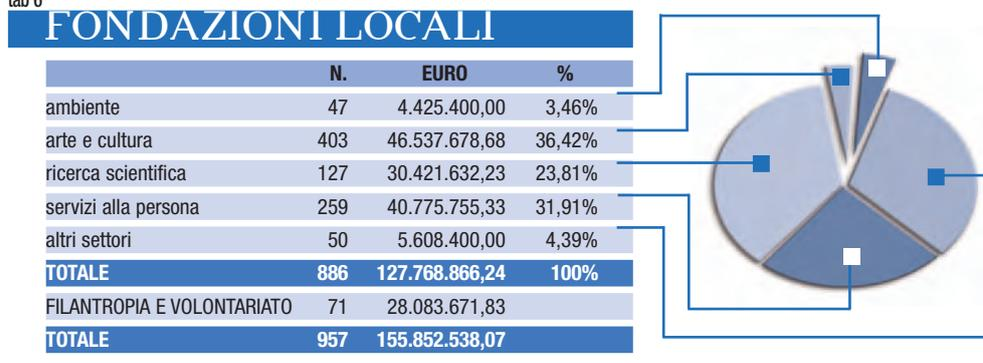 tab 6
FONDAZIONI LOCALI
N. EURO %
ambiente 47 4.425.400,00 3,46%
arte e cultura 403 46.537.678,68 36,42%
ricerca scientifica 127 30.421.632,23 23,81%
servizi alla persona 259 40.775.755,33 31,91%
altri settori 50 5.608.400,00 4,39%
TOTALE 886 127.768.866,24 100%
FILANTROPIA E VOLONTARIATO 71 28.083.671,83
TOTALE 957 155.852.538,07